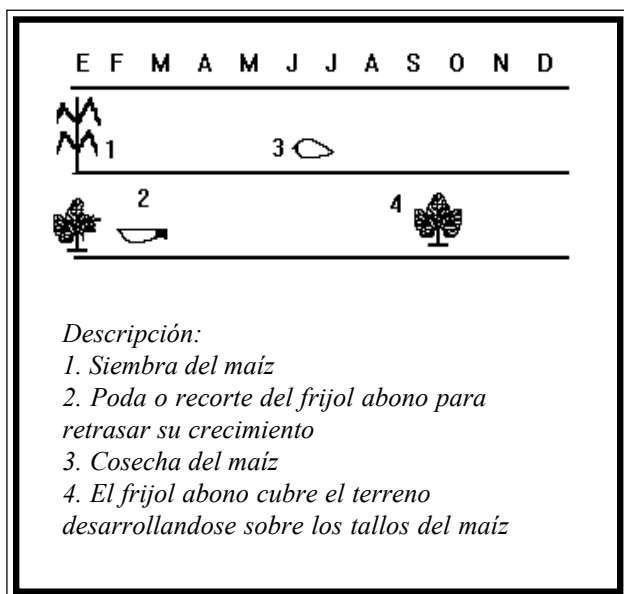 E F M A M J J A S O N D
1 3
2 4
Descripción:
1. Siembra del maíz
2. Poda o recorte del frijol abono para
retrasar su crecimiento
3. Cosecha del maíz
4. El frijol abono cubre el terreno
desarrollandose sobre los tallos del maíz